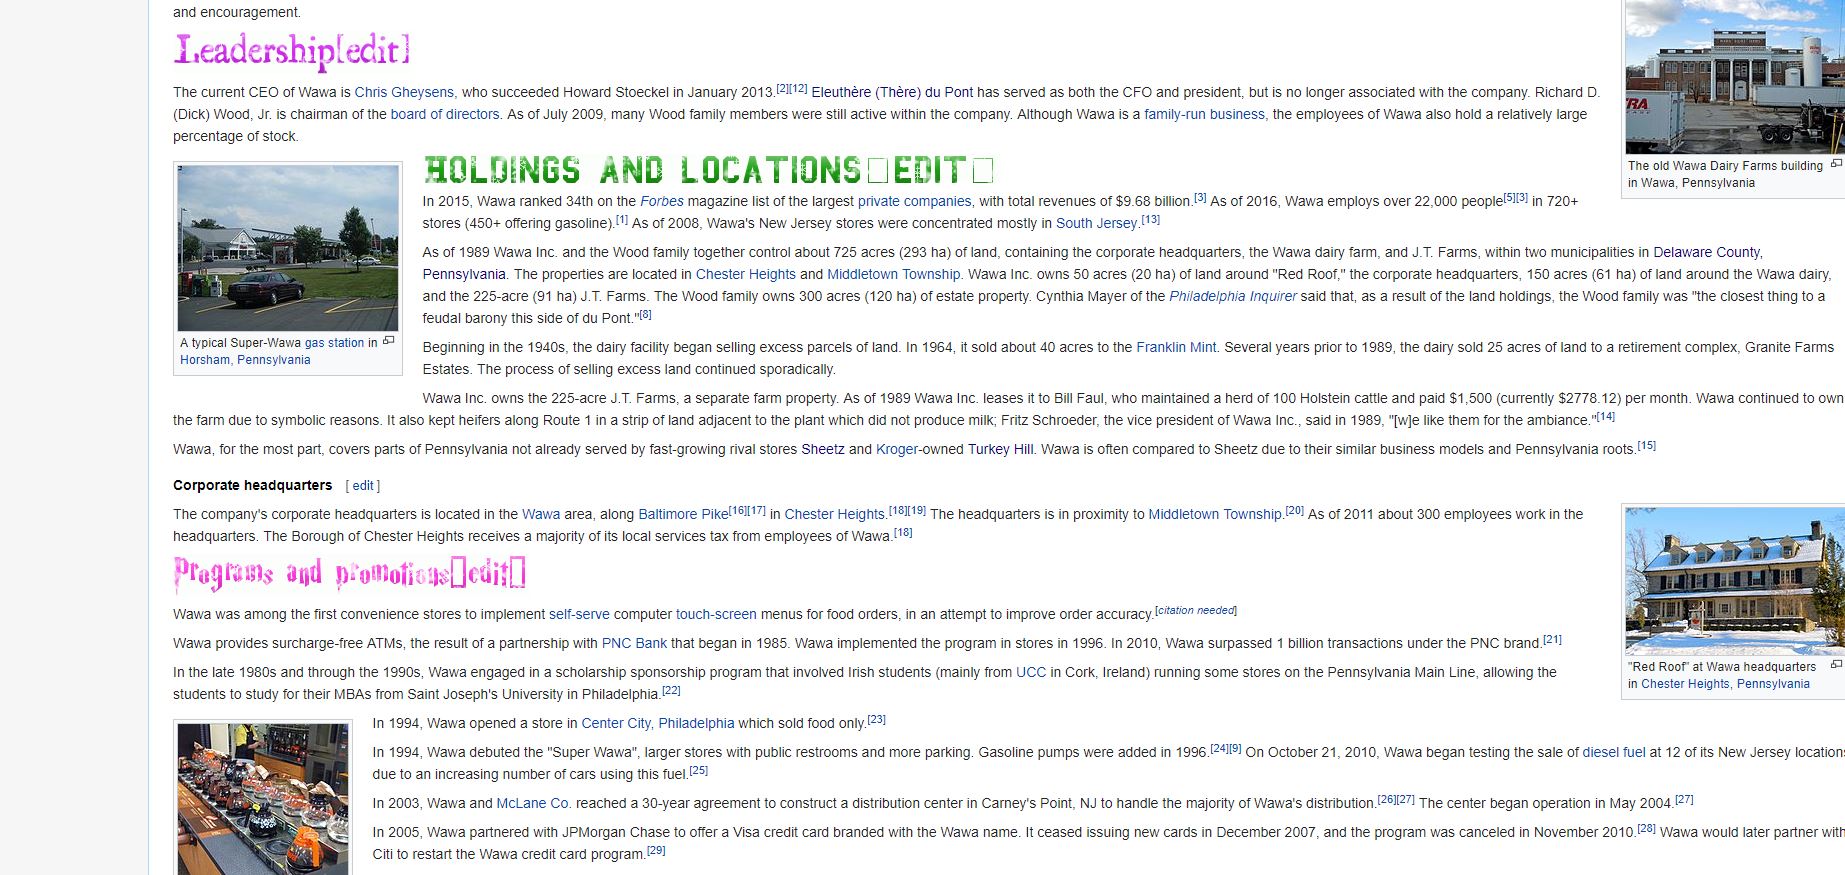 and encouragement.
Leadership[edit]
The current CEO of Wawa is Chris Gheysens, who succeeded Howard Stoeckel in January 2013.[2][12] Eleuthère (Thère) du Pont has served as both the CFO and president, but is no longer associated with the company. Richard D.
(Dick) Wood, Jr. is chairman of the board of directors. As of July 2009, many Wood family members were still active within the company. Although Wawa is a family-run business, the employees of Wawa also hold a relatively large
percentage of stock.
The old Wawa Dairy Farms building
in Wawa, Pennsylvania
HOLDINGS AND LOCATIONS□EDIT□
In 2015, Wawa ranked 34th on the Forbes magazine list of the largest private companies, with total revenues of $9.68 billion.[3] As of 2016, Wawa employs over 22,000 people[5][3] in 720+
stores (450+ offering gasoline).[1] As of 2008, Wawa's New Jersey stores were concentrated mostly in South Jersey.[13]
As of 1989 Wawa Inc. and the Wood family together control about 725 acres (293 ha) of land, containing the corporate headquarters, the Wawa dairy farm, and J.T. Farms, within two municipalities in Delaware County,
Pennsylvania. The properties are located in Chester Heights and Middletown Township. Wawa Inc. owns 50 acres (20 ha) of land around "Red Roof," the corporate headquarters, 150 acres (61 ha) of land around the Wawa dairy,
and the 225-acre (91 ha) J.T. Farms. The Wood family owns 300 acres (120 ha) of estate property. Cynthia Mayer of the Philadelphia Inquirer said that, as a result of the land holdings, the Wood family was "the closest thing to a
feudal barony this side of du Pont."[8]
A typical Super-Wawa gas station in
Horsham, Pennsylvania
Beginning in the 1940s, the dairy facility began selling excess parcels of land. In 1964, it sold about 40 acres to the Franklin Mint. Several years prior to 1989, the dairy sold 25 acres of land to a retirement complex, Granite Farms
Estates. The process of selling excess land continued sporadically.
Wawa Inc. owns the 225-acre J.T. Farms, a separate farm property. As of 1989 Wawa Inc. leases it to Bill Faul, who maintained a herd of 100 Holstein cattle and paid $1,500 (currently $2778.12) per month. Wawa continued to own
the farm due to symbolic reasons. It also kept heifers along Route 1 in a strip of land adjacent to the plant which did not produce milk; Fritz Schroeder, the vice president of Wawa Inc., said in 1989, "[w]e like them for the ambiance."[14]
Wawa, for the most part, covers parts of Pennsylvania not already served by fast-growing rival stores Sheetz and Kroger-owned Turkey Hill. Wawa is often compared to Sheetz due to their similar business models and Pennsylvania roots.[15]
Corporate headquarters [ edit ]
The company's corporate headquarters is located in the Wawa area, along Baltimore Pike[16][17] in Chester Heights.[18][19] The headquarters is in proximity to Middletown Township.[20] As of 2011 about 300 employees work in the
headquarters. The Borough of Chester Heights receives a majority of its local services tax from employees of Wawa.[18]
Programs and promotions□edit□
Wawa was among the first convenience stores to implement self-serve computer touch-screen menus for food orders, in an attempt to improve order accuracy.[citation needed]
Wawa provides surcharge-free ATMs, the result of a partnership with PNC Bank that began in 1985. Wawa implemented the program in stores in 1996. In 2010, Wawa surpassed 1 billion transactions under the PNC brand.[21]
In the late 1980s and through the 1990s, Wawa engaged in a scholarship sponsorship program that involved Irish students (mainly from UCC in Cork, Ireland) running some stores on the Pennsylvania Main Line, allowing the
students to study for their MBAs from Saint Joseph's University in Philadelphia.[22]
"Red Roof" at Wawa headquarters
in Chester Heights, Pennsylvania
In 1994, Wawa opened a store in Center City, Philadelphia which sold food only.[23]
In 1994, Wawa debuted the "Super Wawa", larger stores with public restrooms and more parking. Gasoline pumps were added in 1996.[24][9] On October 21, 2010, Wawa began testing the sale of diesel fuel at 12 of its New Jersey locations
due to an increasing number of cars using this fuel.[25]
In 2003, Wawa and McLane Co. reached a 30-year agreement to construct a distribution center in Carney's Point, NJ to handle the majority of Wawa's distribution.[26][27] The center began operation in May 2004.[27]
In 2005, Wawa partnered with JPMorgan Chase to offer a Visa credit card branded with the Wawa name. It ceased issuing new cards in December 2007, and the program was canceled in November 2010.[28] Wawa would later partner with
Citi to restart the Wawa credit card program.[29]